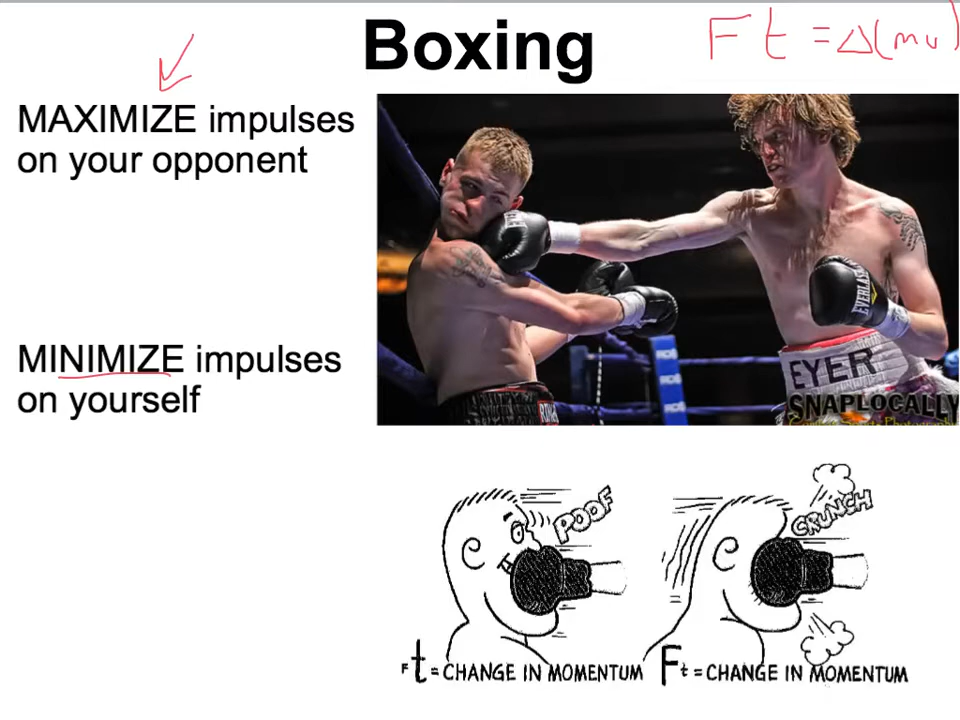 Boxing
F t = Δ(mv)
MAXIMIZE impulses
on your opponent
EVERLAST
EYER
SNAPLOCALLY
MINIMIZE impulses
on yourself
POOF
CRUNCH
Ft = CHANGE IN MOMENTUM
Ft = CHANGE IN MOMENTUM